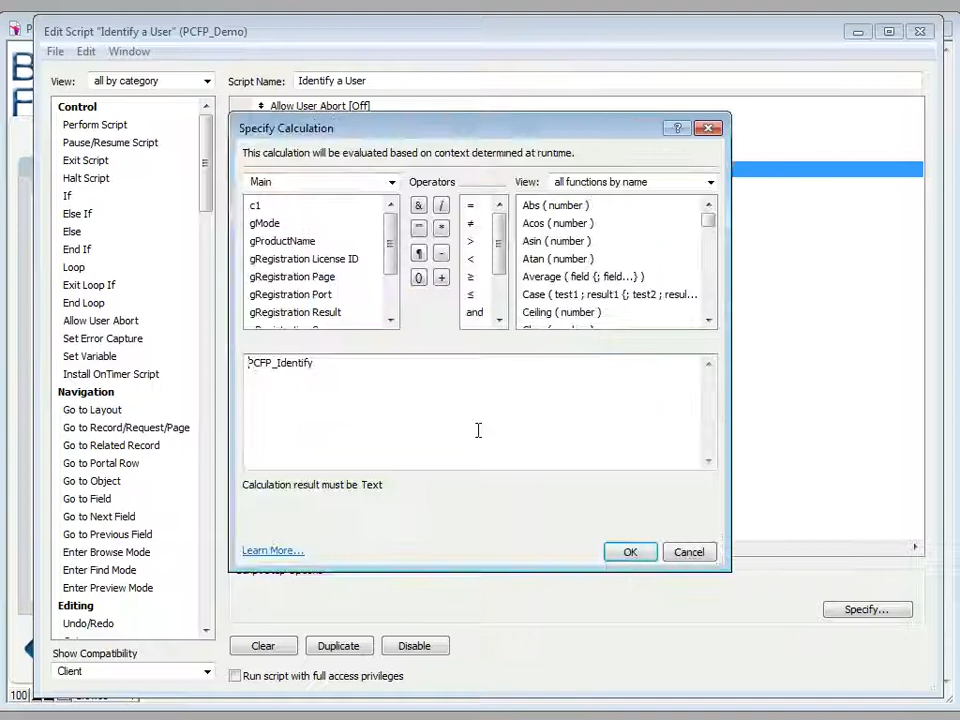 Edit Script "Identify a User" (PCFP_Demo)
File Edit Window
View: all by category Script Name: Identify a User
Control
Perform Script
Pause/Resume Script
Exit Script
Halt Script
If
Else If
Else
End If
Loop
Exit Loop If
End Loop
Allow User Abort
Set Error Capture
Set Variable
Install OnTimer Script
Navigation
Go to Layout
Go to Record/Request/Page
Go to Related Record
Go to Portal Row
Go to Object
Go to Field
Go to Next Field
Go to Previous Field
Enter Browse Mode
Enter Find Mode
Enter Preview Mode
Editing
Undo/Redo
Show Compatibility
Client
Allow User Abort [Off]
Specify Calculation
This calculation will be evaluated based on context determined at runtime.
Main Operators View: all functions by name
c1
gMode
gProductName
gRegistration License ID
gRegistration Page
gRegistration Port
gRegistration Result
& /
"" *
¶ -
() +
=
≠
>
<
≥
≤
and
Abs ( number )
Acos ( number )
Asin ( number )
Atan ( number )
Average ( field {; field...} )
Case ( test1 ; result1 {; test2 ; resul...
Ceiling ( number )
PCFP_Identify
Calculation result must be Text
Learn More...
OK Cancel
Specify...
Clear Duplicate Disable
Run script with full access privileges
100